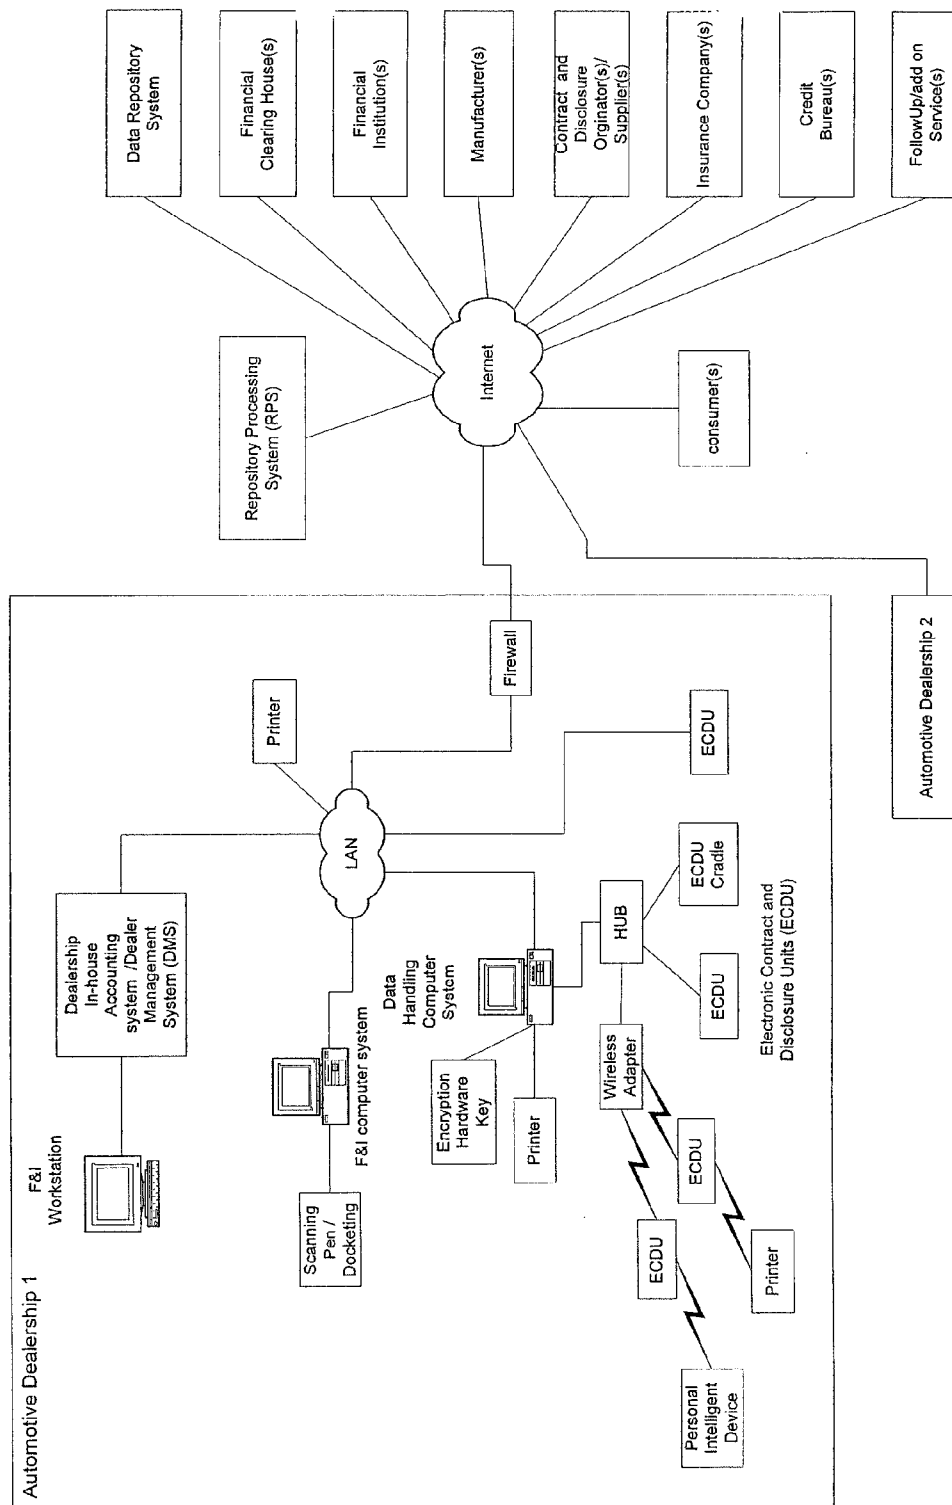 Automotive Dealership 1
F&I
Workstation
Dealership
In-house
Accounting
system /Dealer
Management
System (DMS)
Printer
LAN
Firewall
Scanning
Pen /
Docketing
F&I computer system
Data
Handling
Computer
System
Encryption
Hardware
Key
Printer
HUB
Wireless
Adapter
ECDU
ECDU
Cradle
ECDU
ECDU
ECDU
Printer
Personal
Intelligent
Device
Electronic Contract and
Disclosure Units (ECDU)
Automotive Dealership 2
Repository Processing
System (RPS)
Internet
consumer(s)
Data Repository
System
Financial
Clearing House(s)
Financial
Institution(s)
Manufacturer(s)
Contract and
Disclosure
Orginator(s)/
Supplier(s)
Insurance Company(s)
Credit
Bureau(s)
FollowUp/add on
Service(s)